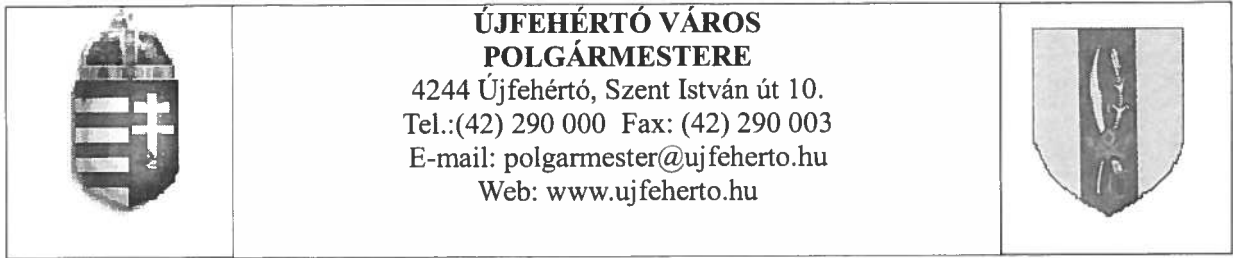 ÚJFEHÉRTÓ VÁROS
POLGÁRMESTERE
4244 Újfehértó, Szent István út 10.
Tel.:(42) 290 000 Fax: (42) 290 003
E-mail: polgarmester@ujfeherto.hu
Web: www.ujfeherto.hu